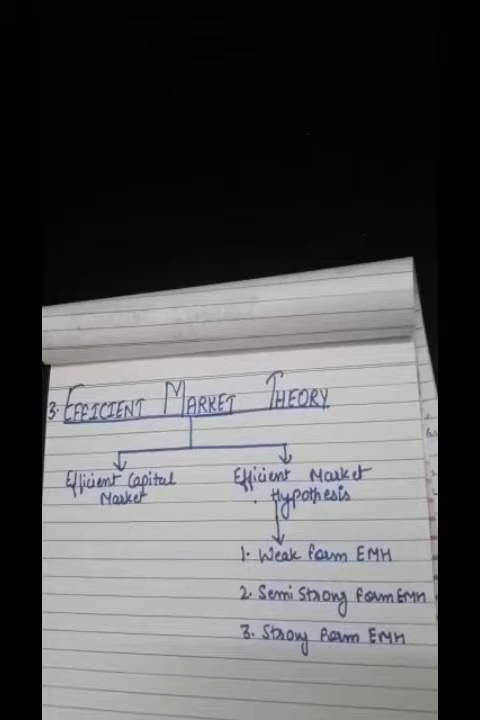 3. EFFICIENT MARKET THEORY
Efficient Capital
Market
Efficient Market
Hypothesis
1. Weak form EMH
2. Semi Strong form EMH
3. Strong form EMH